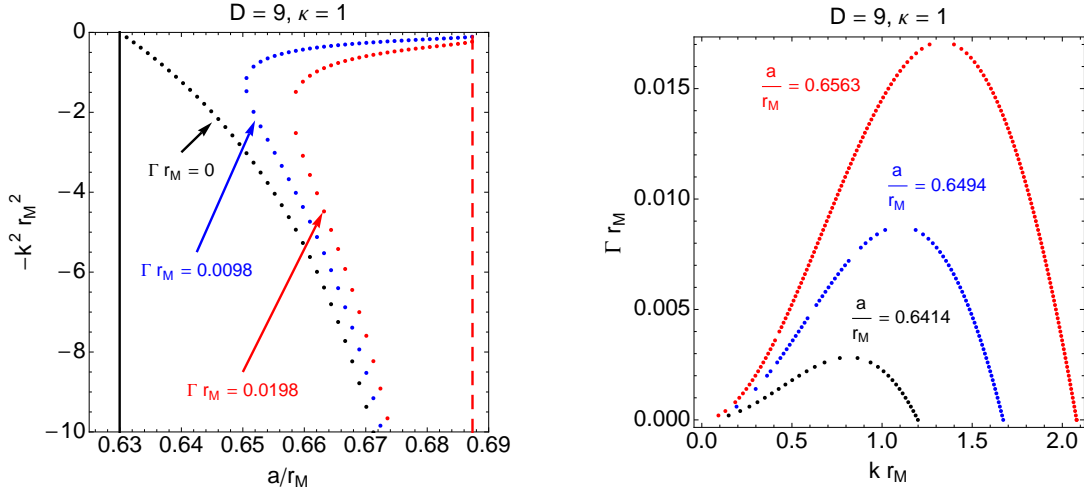 D = 9, κ = 1
0
−2
−4
−6
−8
−10
−k² r_M²
Γ r_M = 0
Γ r_M = 0.0098
Γ r_M = 0.0198
0.63 0.64 0.65 0.66 0.67 0.68 0.69
a/r_M
D = 9, κ = 1
0.015
0.010
0.005
0.000
Γ r_M
a/r_M = 0.6563
a/r_M = 0.6494
a/r_M = 0.6414
0.0 0.5 1.0 1.5 2.0
k r_M